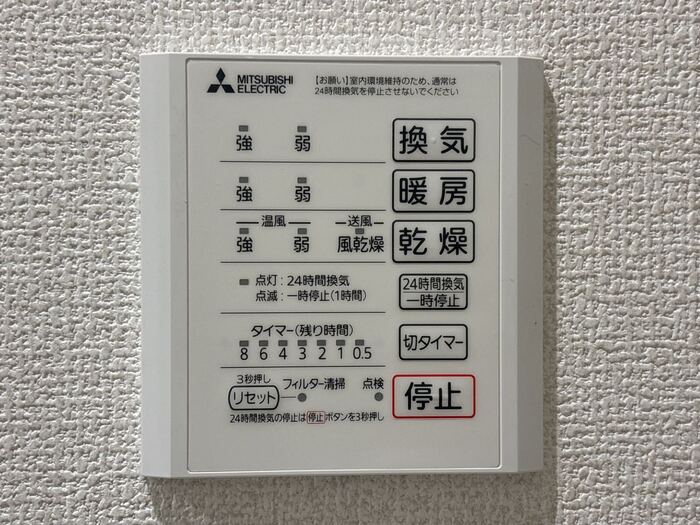 MITSUBISHI
ELECTRIC
【お願い】室内環境維持のため、通常は
24時間換気を停止させないでください
強 弱 換気
強 弱 暖房
温風 送風
強 弱 風乾燥 乾燥
点灯：24時間換気
点滅：一時停止(1時間)
24時間換気
一時停止
タイマー(残り時間)
8 6 4 3 2 1 0.5
切タイマー
3秒押し
リセット フィルター清掃 点検
停止
24時間換気の停止は停止ボタンを3秒押し